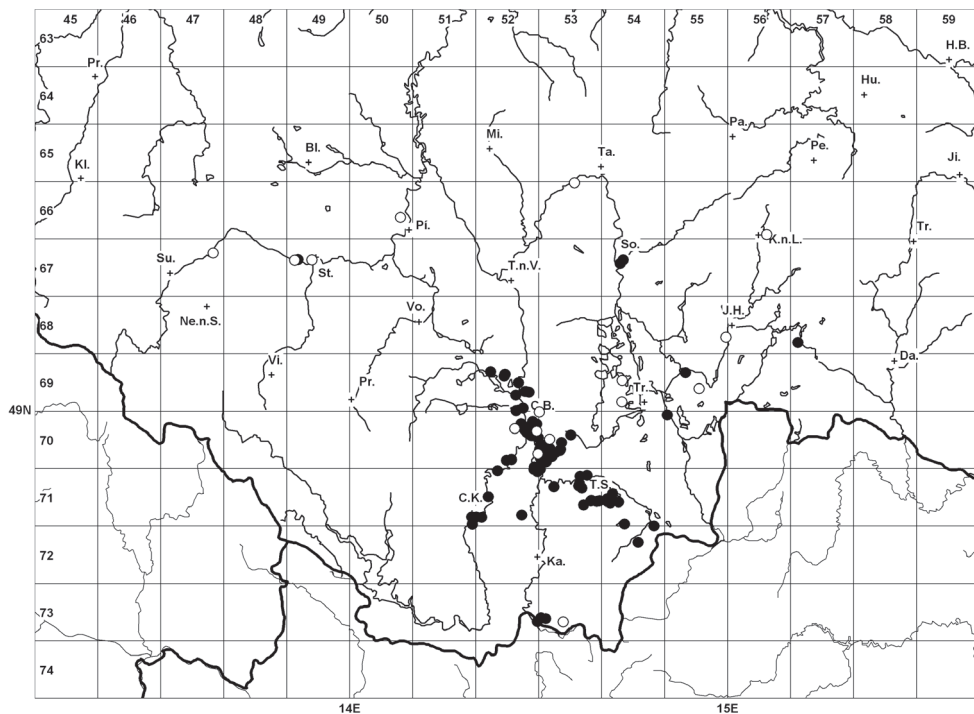 45 46 47 48 49 50 52 53 54 55 56 57 58 59
63
H.B.
Pr.
Hu.
64
Pa.
Mi.
Bl.
Ta.
Pe.
65
Kl.
Ji.
66
Pí.
So.
K.n.L.
Tr.
Su.
St.
T.n.V.
67
Ne.n.S.
Vo.
J.H.
68
Vi.
Da.
69
Pr.
Tr.
49N
C.B.
70
T.S.
71
C.K.
72
Ka.
73
74
14E 15E